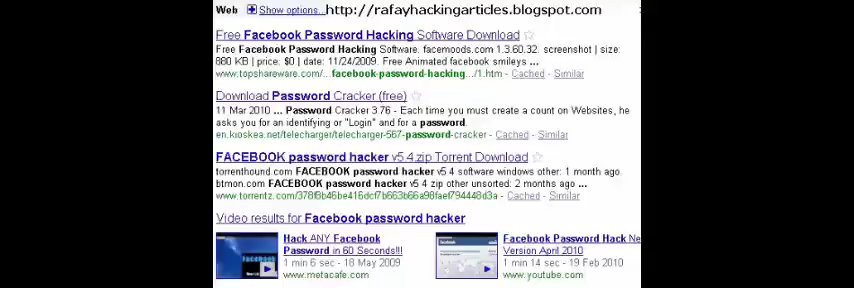 Web Show options... http://rafayhackingarticles.blogspot.com
Free Facebook Password Hacking Software Download
Free Facebook Password Hacking Software. facemoods.com 1.3.60.32. screenshot | size:
880 KB | price: $0 | date: 11/24/2009. Free Animated facebook smileys ...
www.topshareware.com/...facebook-password-hacking.../1.htm - Cached - Similar
Download Password Cracker (free)
11 Mar 2010 ... Password Cracker 3.76 - Each time you must create a count on Websites, he
asks you for an identifying or "Login" and for a password.
en.kioskea.net/telecharger/telecharger-567-password-cracker - Cached - Similar
FACEBOOK password hacker v5 4.zip Torrent Download
torrenthound.com FACEBOOK password hacker v5 4 software windows other: 1 month ago.
btmon.com FACEBOOK password hacker v5 4 zip other unsorted: 2 months ago ...
www.torrentz.com/378f8b46be416dcf7b663b66a98faef794448d3a - Cached - Similar
Video results for Facebook password hacker
Hack ANY Facebook
Password in 60 Seconds!!!
1 min 6 sec - 18 May 2009
www.metacafe.com
Facebook Password Hack Ne
Version April 2010
1 min 14 sec - 19 Feb 2010
www.youtube.com